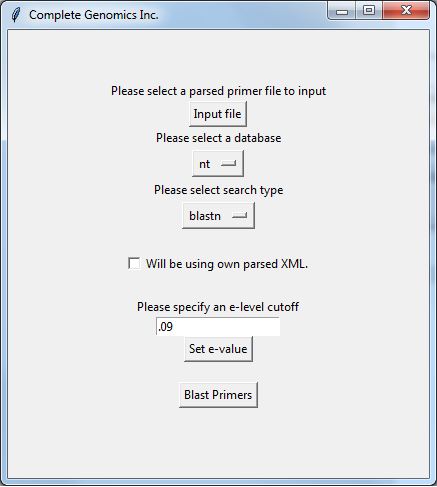 Complete Genomics Inc.
Please select a parsed primer file to input
Input file
Please select a database
nt
Please select search type
blastn
Will be using own parsed XML.
Please specify an e-level cutoff
.09
Set e-value
Blast Primers